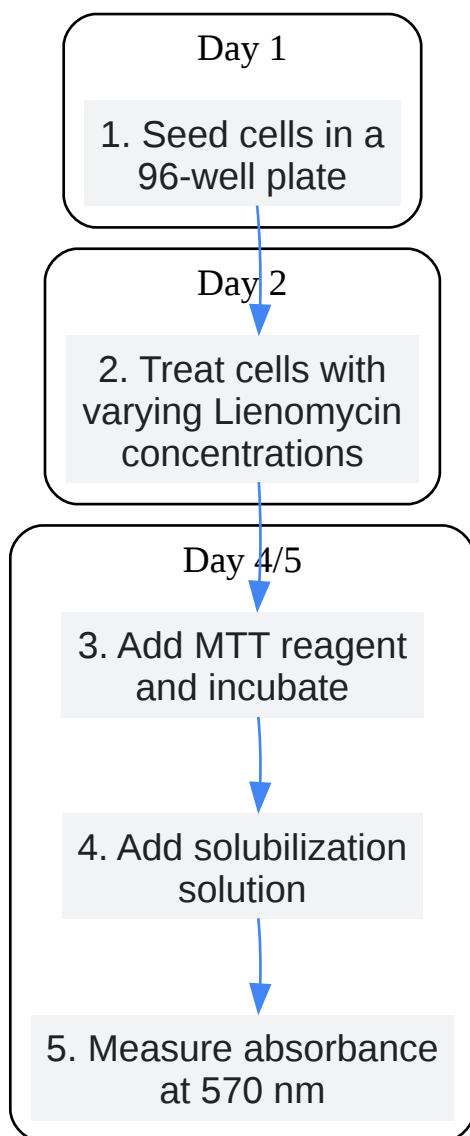 Day 1
1. Seed cells in a
96-well plate
Day 2
2. Treat cells with
varying Lienomycin
concentrations
Day 4/5
3. Add MTT reagent
and incubate
4. Add solubilization
solution
5. Measure absorbance
at 570 nm